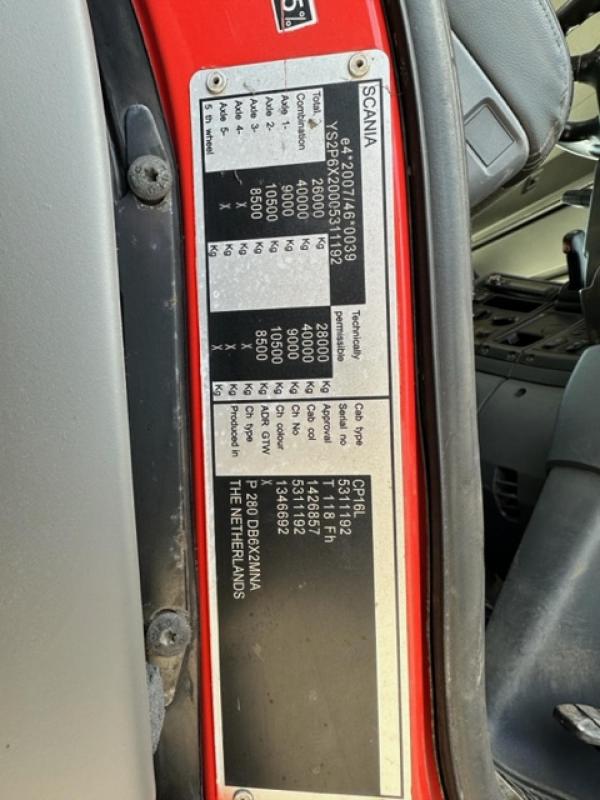 5%
SCANIA
e4*2007/46*0039
YS2P6X20005311192
Technically
permissible
Total. 26000 Kg 28000 Kg
Combination 40000 Kg 40000 Kg
Axle 1- 9000 Kg 9000 Kg
Axle 2- 10500 Kg 10500 Kg
Axle 3- 8500 Kg 8500 Kg
Axle 4- X Kg X Kg
Axle 5- X Kg X Kg
5 th wheel Kg X Kg
Cab type CP16L
Serial no 5311192
Approval T 118 Fh
Cab col 1426857
Ch No 5311192
Ch colour 1346692
ADR GTW X
Ch type P 280 DB6X2MNA
Produced in THE NETHERLANDS